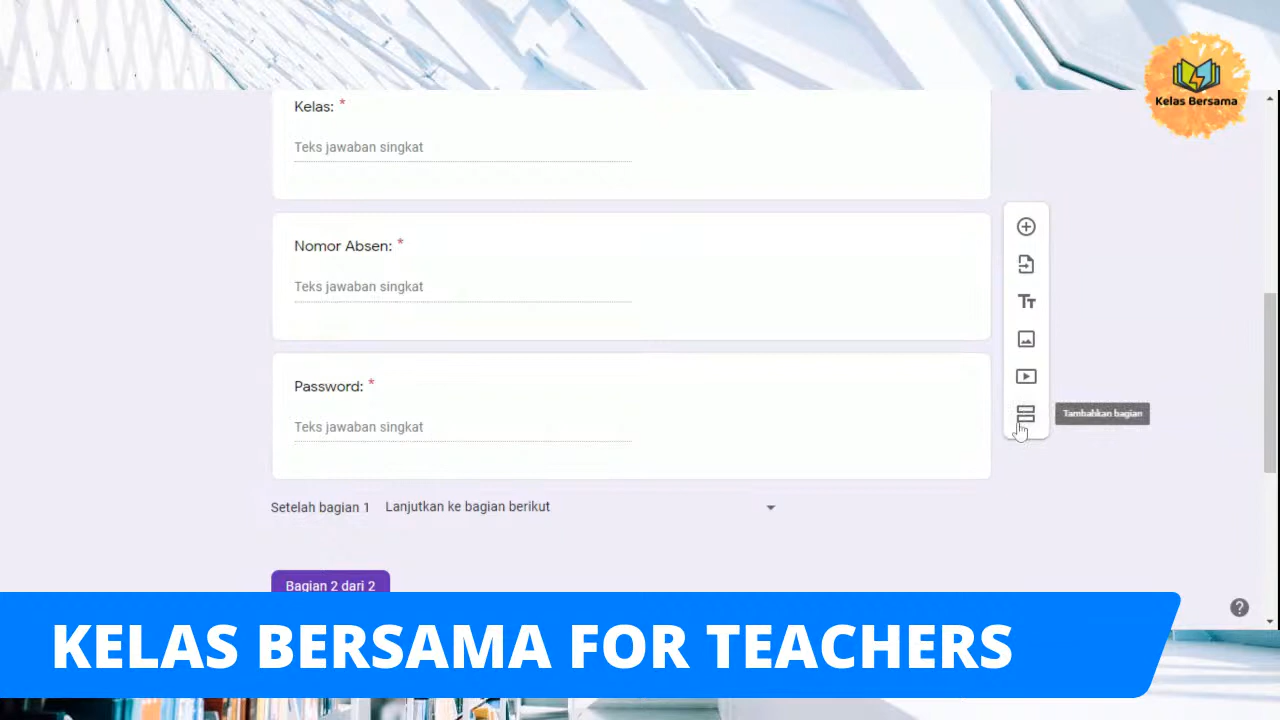 Kelas Bersama
Kelas: *
Teks jawaban singkat
Nomor Absen: *
Teks jawaban singkat
Password: *
Teks jawaban singkat
Tambahkan bagian
Setelah bagian 1 Lanjutkan ke bagian berikut
Bagian 2 dari 2
KELAS BERSAMA FOR TEACHERS